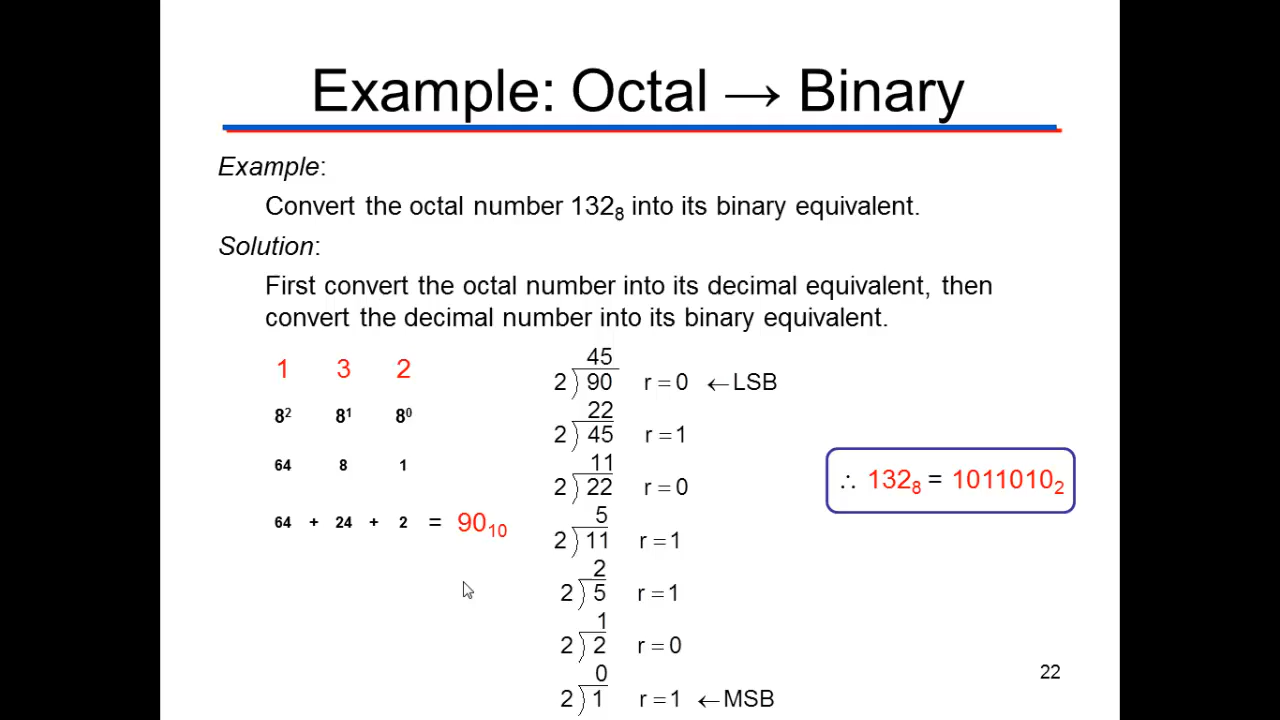 Example: Octal → Binary
Example:
Convert the octal number 132₈ into its binary equivalent.
Solution:
First convert the octal number into its decimal equivalent, then
convert the decimal number into its binary equivalent.
1 3 2
8² 8¹ 8⁰
64 8 1
64 + 24 + 2 = 90₁₀
45
2)90 r = 0 ←LSB
22
2)45 r = 1
11
2)22 r = 0
5
2)11 r = 1
2
2)5 r = 1
1
2)2 r = 0
0
2)1 r = 1 ←MSB
∴ 132₈ = 1011010₂
22